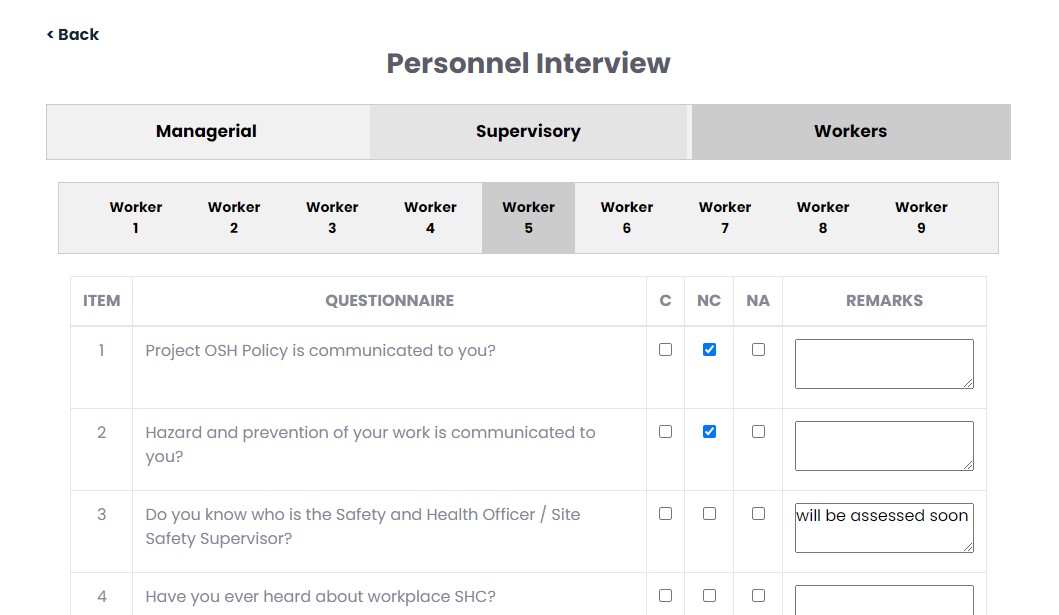 < Back
Personnel Interview
Managerial Supervisory Workers
Worker Worker Worker Worker Worker Worker Worker Worker Worker
1 2 3 4 5 6 7 8 9
ITEM QUESTIONNAIRE C NC NA REMARKS
1 Project OSH Policy is communicated to you?
2 Hazard and prevention of your work is communicated to
you?
3 Do you know who is the Safety and Health Officer / Site will be assessed soon
Safety Supervisor?
4 Have you ever heard about workplace SHC?